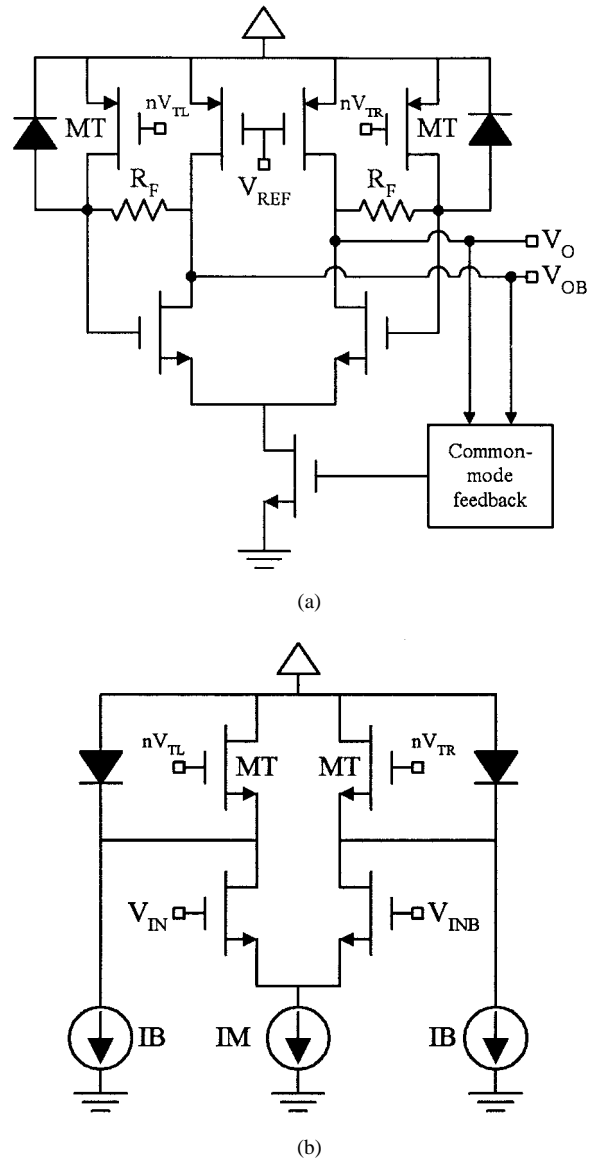 nV_TL
nV_TR
MT
MT
R_F
R_F
V_REF
V_O
V_OB
Common-
mode
feedback
(a)
nV_TL
MT
MT
nV_TR
V_IN
V_INB
IB
IM
IB
(b)